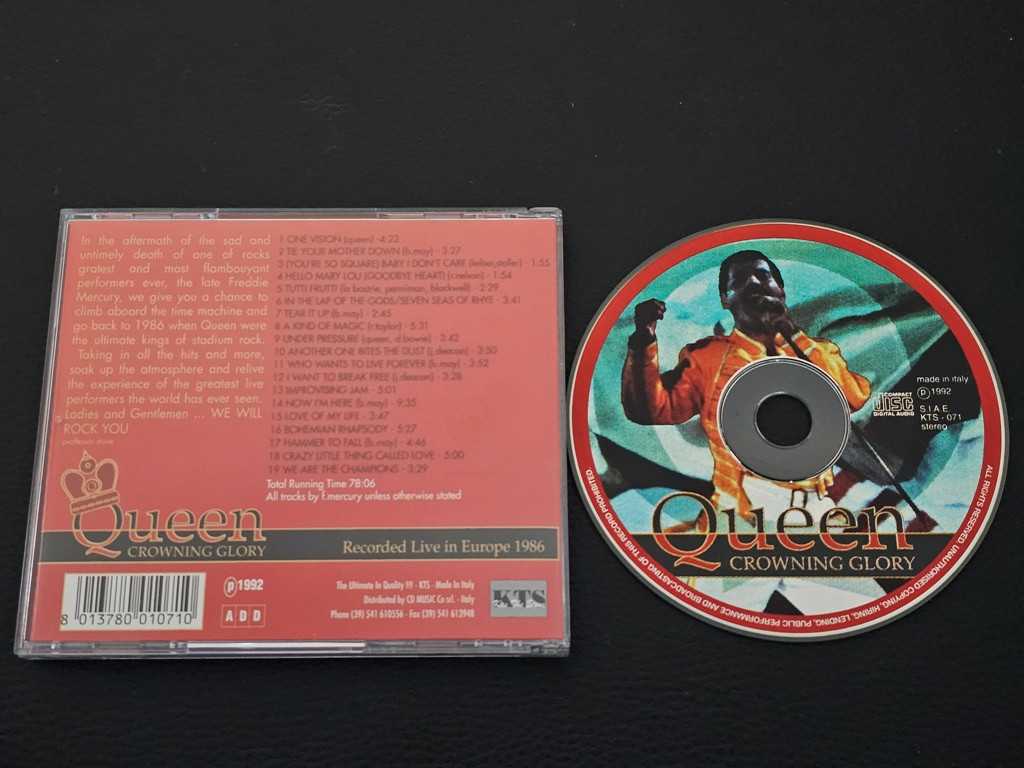 In the aftermath of the sad and
untimely death of one of rocks
gratest and most flambouyant
performers ever, the late Freddie
Mercury, we give you a chance to
climb aboard the time machine and
go back to 1986 when Queen were
the ultimate kings of stadium rock.
Taking in all the hits and more,
soak up the atmosphere and relive
the experience of the greatest live
performers the world has ever seen.
Ladies and Gentlemen ... WE WILL
ROCK YOU
professor
1 ONE VISION (queen) - 4:22
2 TIE YOUR MOTHER DOWN (b.may) - 3:27
3 (YOU'RE SO SQUARE) BABY I DON'T CARE (leiber,stoller) - 1:55
4 HELLO MARY LOU (GOODBYE HEART) (r.nelson) - 1:54
5 TUTTI FRUTTI (la bostrie, penniman, blackwell) - 2:29
6 IN THE LAP OF THE GODS/SEVEN SEAS OF RHYE - 3:41
7 TEAR IT UP (b.may) - 2:45
8 A KIND OF MAGIC (r.taylor) - 5:31
9 UNDER PRESSURE (queen, d.bowie) - 3:42
10 ANOTHER ONE BITES THE DUST (j.deacon) - 3:50
11 WHO WANTS TO LIVE FOREVER (b.may) - 3:52
12 I WANT TO BREAK FREE (j.deacon) - 3:28
13 IMPROVISING JAM - 5:01
14 NOW I'M HERE (b.may) - 9:35
15 LOVE OF MY LIFE - 3:47
16 BOHEMIAN RHAPSODY - 5:27
17 HAMMER TO FALL (b.may) - 4:46
18 CRAZY LITTLE THING CALLED LOVE - 5:00
19 WE ARE THE CHAMPIONS - 3:29
Total Running Time 78:06
All tracks by f.mercury unless otherwise stated
Queen
CROWNING GLORY
Recorded Live in Europe 1986
8 013780 010710
℗ 1992
ADD
The Ultimate In Quality !!! - KTS - Made In Italy
Distributed by CD MUSIC Co srl. - Italy
Phone (39) 541 610556 - Fax (39) 541 613948
KTS
made in italy
℗ 1992
COMPACT
disc
DIGITAL AUDIO
S.I.A.E.
KTS - 071
stereo
Queen
CROWNING GLORY
ALL RIGHTS RESERVED. UNAUTHORISED COPYING, HIRING, LENDING, PUBLIC PERFORMANCE AND BROADCASTING OF THIS RECORD PROHIBITED.